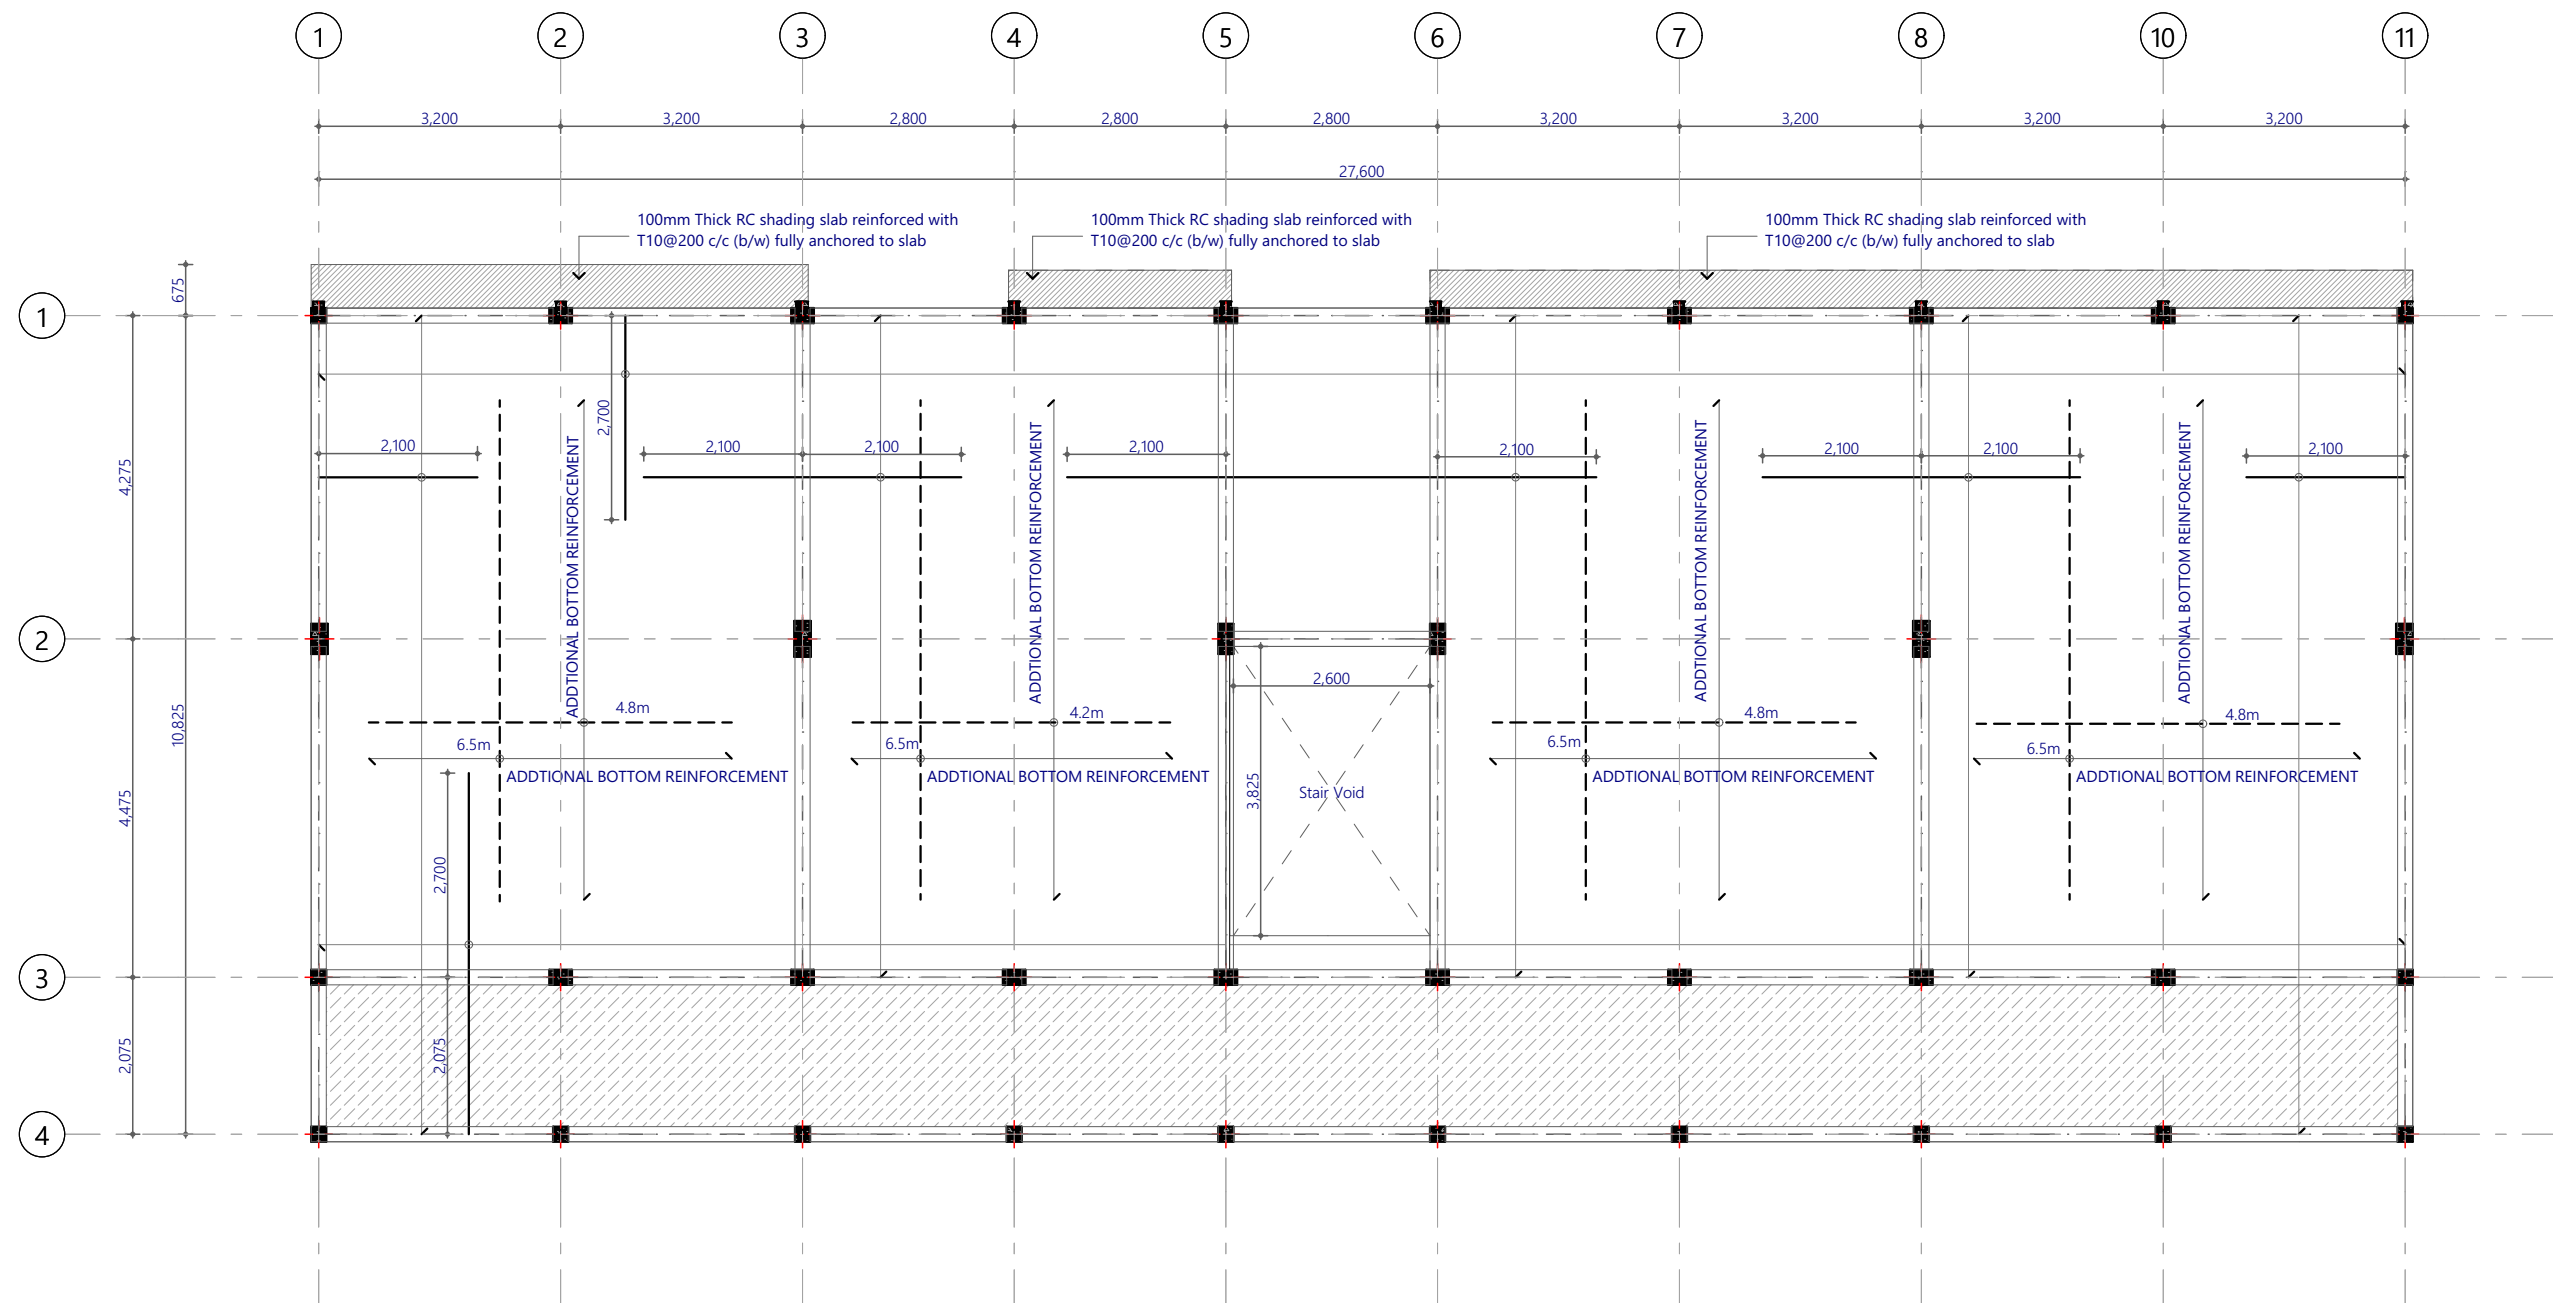 1 2 3 4 5 6 7 8 10 11
3,200 3,200 2,800 2,800 2,800 3,200 3,200 3,200 3,200
27,600
100mm Thick RC shading slab reinforced with
T10@200 c/c (b/w) fully anchored to slab
100mm Thick RC shading slab reinforced with
T10@200 c/c (b/w) fully anchored to slab
100mm Thick RC shading slab reinforced with
T10@200 c/c (b/w) fully anchored to slab
675
1
2,700
2,100 2,100 2,100 2,100 2,100 2,100 2,100 2,100
4,275
ADDTIONAL BOTTOM REINFORCEMENT
ADDTIONAL BOTTOM REINFORCEMENT
ADDTIONAL BOTTOM REINFORCEMENT
ADDTIONAL BOTTOM REINFORCEMENT
2
2,600
10,825
4.8m 4.2m 4.8m 4.8m
6.5m 6.5m 6.5m 6.5m
ADDTIONAL BOTTOM REINFORCEMENT
ADDTIONAL BOTTOM REINFORCEMENT
ADDTIONAL BOTTOM REINFORCEMENT
ADDTIONAL BOTTOM REINFORCEMENT
3,825
Stair Void
4,475
2,700
3
2,075
2,075
4